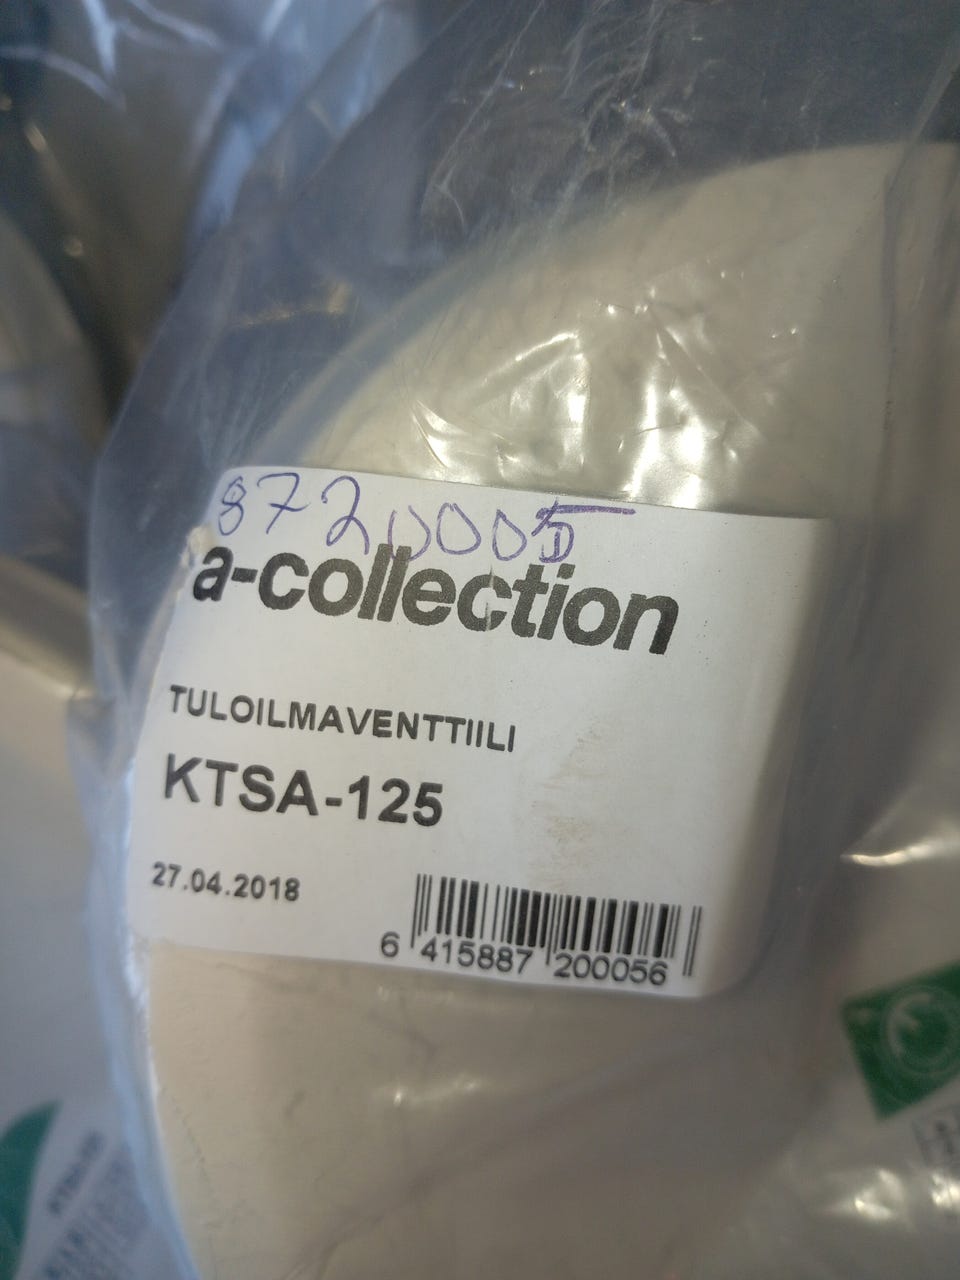 8720005
a-collection
TULOILMAVENTTIILI
KTSA-125
27.04.2018
6 415887 200056